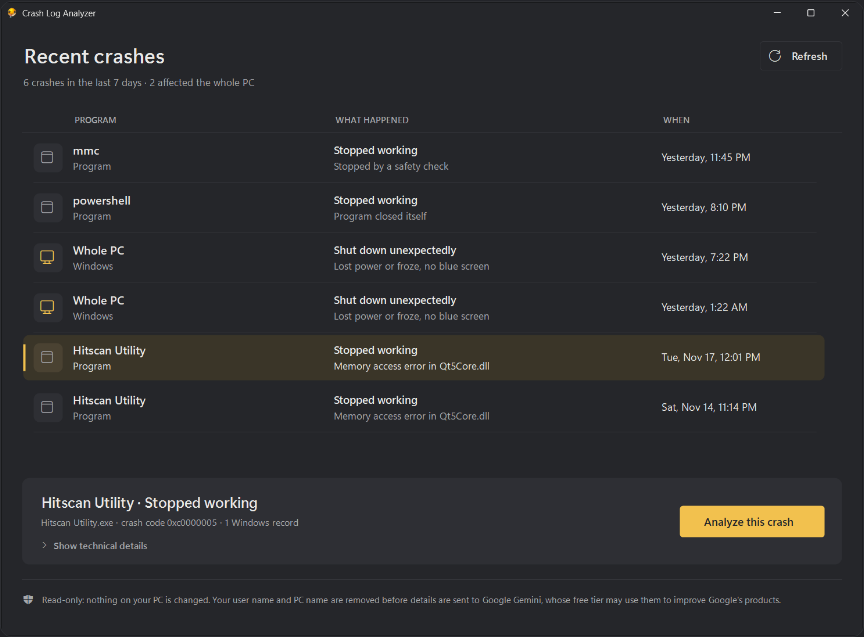 Crash Log Analyzer
Recent crashes
Refresh
6 crashes in the last 7 days · 2 affected the whole PC
PROGRAM WHAT HAPPENED WHEN
mmc Stopped working
Program Stopped by a safety check Yesterday, 11:45 PM
powershell Stopped working
Program Program closed itself Yesterday, 8:10 PM
Whole PC Shut down unexpectedly
Windows Lost power or froze, no blue screen Yesterday, 7:22 PM
Whole PC Shut down unexpectedly
Windows Lost power or froze, no blue screen Yesterday, 1:22 AM
Hitscan Utility Stopped working
Program Memory access error in Qt5Core.dll Tue, Nov 17, 12:01 PM
Hitscan Utility Stopped working
Program Memory access error in Qt5Core.dll Sat, Nov 14, 11:14 PM
Hitscan Utility · Stopped working
Hitscan Utility.exe · crash code 0xc0000005 · 1 Windows record
Analyze this crash
Show technical details
Read-only: nothing on your PC is changed. Your user name and PC name are removed before details are sent to Google Gemini, whose free tier may use them to improve Google's products.